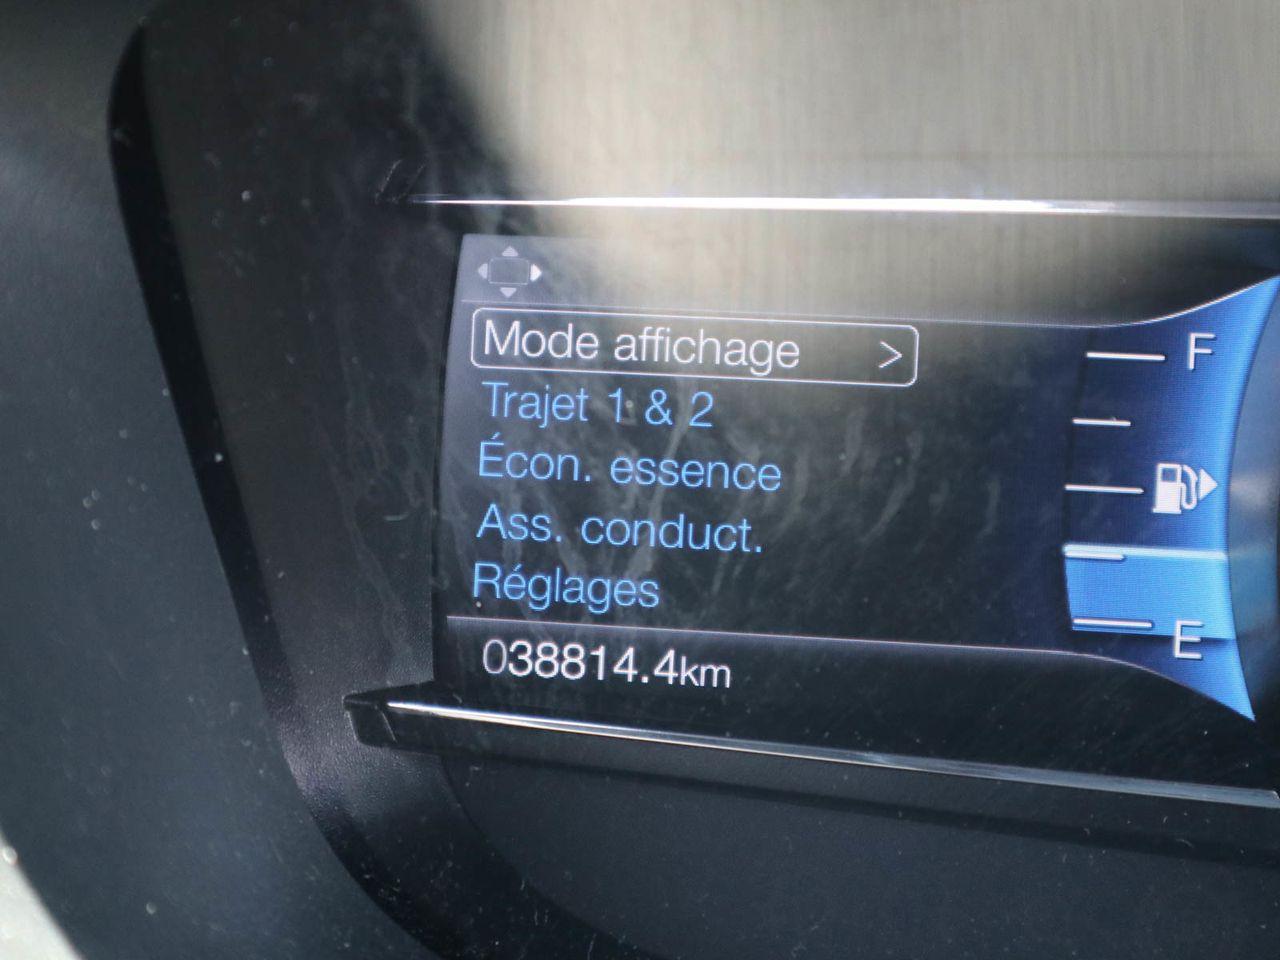 Mode affichage >
Trajet 1 & 2
Écon. essence
Ass. conduct.
Réglages
038814.4km
F
E